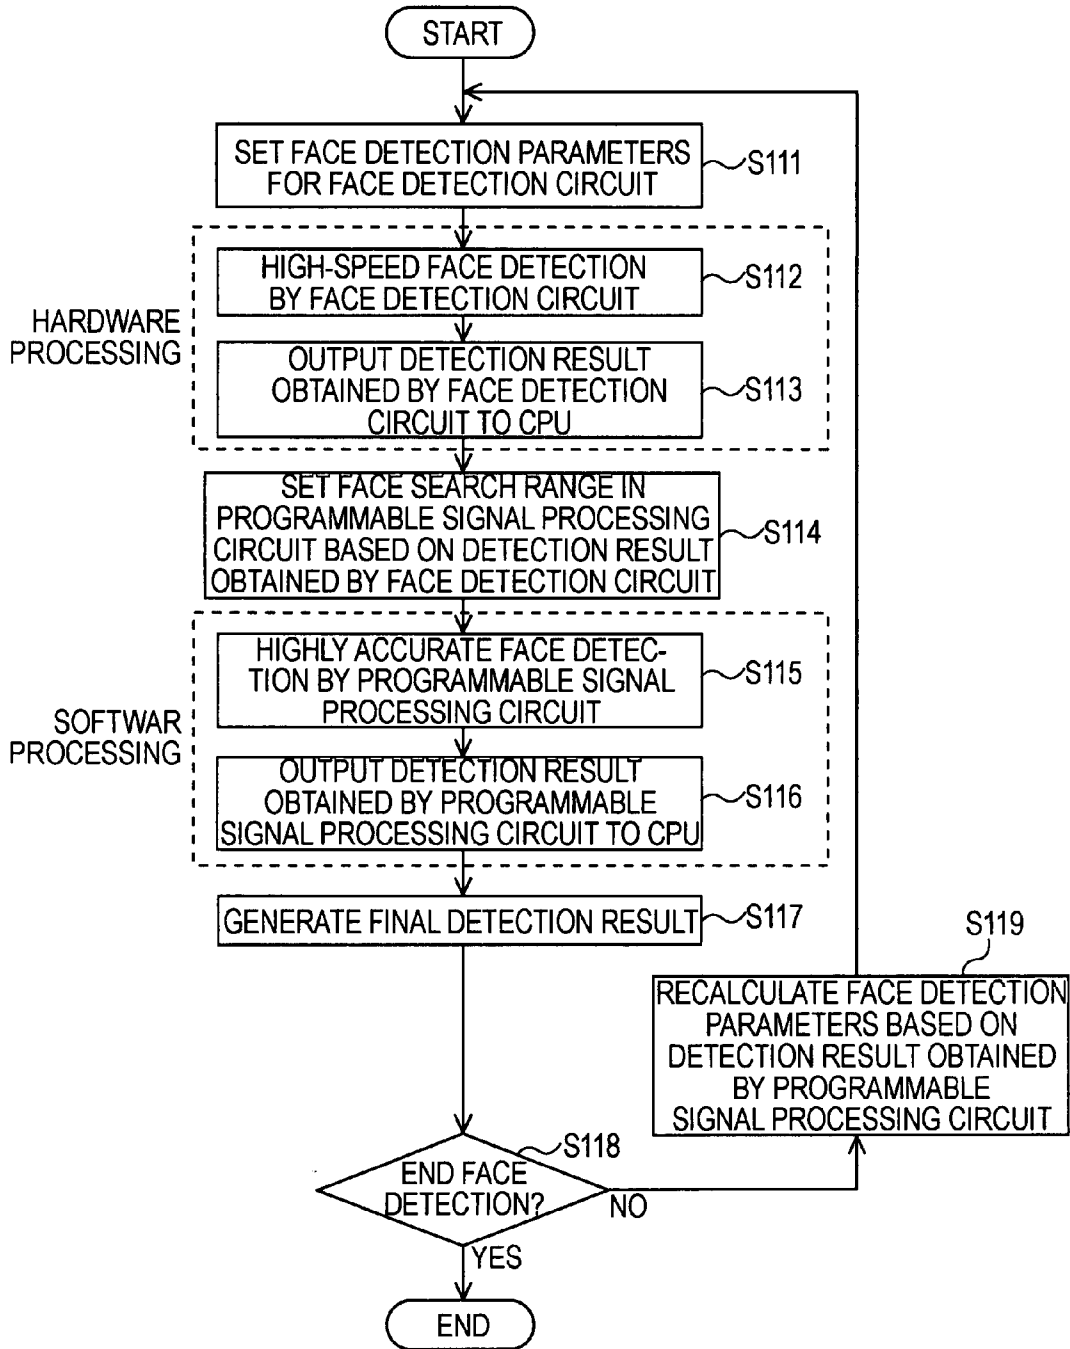 START
SET FACE DETECTION PARAMETERS
FOR FACE DETECTION CIRCUIT
S111
HARDWARE
PROCESSING
HIGH-SPEED FACE DETECTION
BY FACE DETECTION CIRCUIT
S112
OUTPUT DETECTION RESULT
OBTAINED BY FACE DETECTION
CIRCUIT TO CPU
S113
SET FACE SEARCH RANGE IN
PROGRAMMABLE SIGNAL PROCESSING
CIRCUIT BASED ON DETECTION RESULT
OBTAINED BY FACE DETECTION CIRCUIT
S114
SOFTWAR
PROCESSING
HIGHLY ACCURATE FACE DETEC-
TION BY PROGRAMMABLE SIGNAL
PROCESSING CIRCUIT
S115
OUTPUT DETECTION RESULT
OBTAINED BY PROGRAMMABLE
SIGNAL PROCESSING CIRCUIT TO CPU
S116
GENERATE FINAL DETECTION RESULT
S117
S119
RECALCULATE FACE DETECTION
PARAMETERS BASED ON
DETECTION RESULT OBTAINED
BY PROGRAMMABLE
SIGNAL PROCESSING CIRCUIT
S118
END FACE
DETECTION?
NO
YES
END